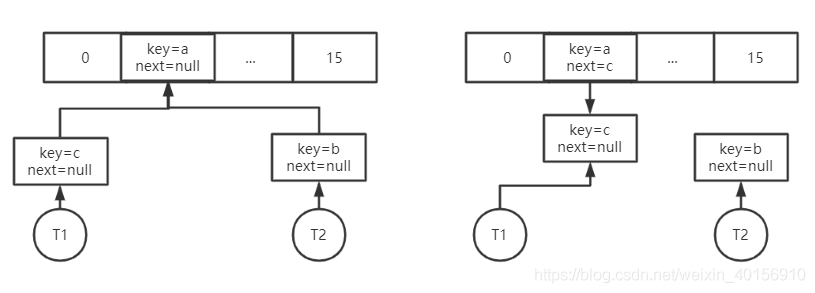 0
key=a
next=null
...
15
key=c
next=null
key=b
next=null
T1
T2
0
key=a
next=c
...
15
key=c
next=null
key=b
next=null
T1
T2
https://blog.csdn.net/weixin_40156910